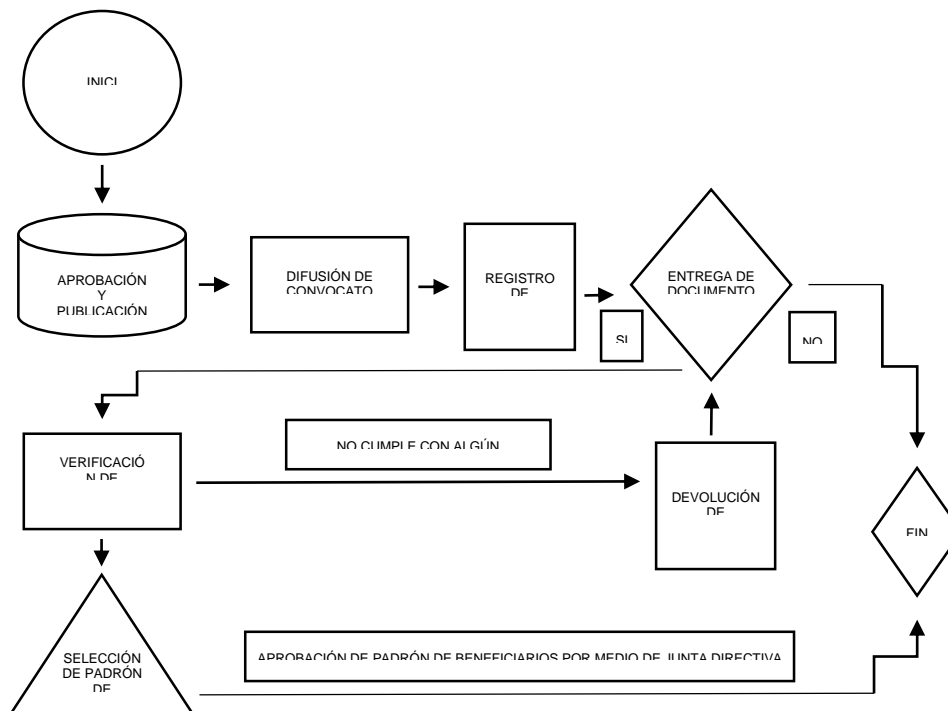 INICI
APROBACIÓN
Y
PUBLICACIÓN
DIFUSIÓN DE
CONVOCATO
REGISTRO
DE
ENTREGA DE
DOCUMENTO
SI
NO
VERIFICACIÓ
N DE
NO CUMPLE CON ALGÚN
DEVOLUCIÓN
DE
FIN
SELECCIÓN
DE PADRÓN
DE
APROBACIÓN DE PADRÓN DE BENEFICIARIOS POR MEDIO DE JUNTA DIRECTIVA